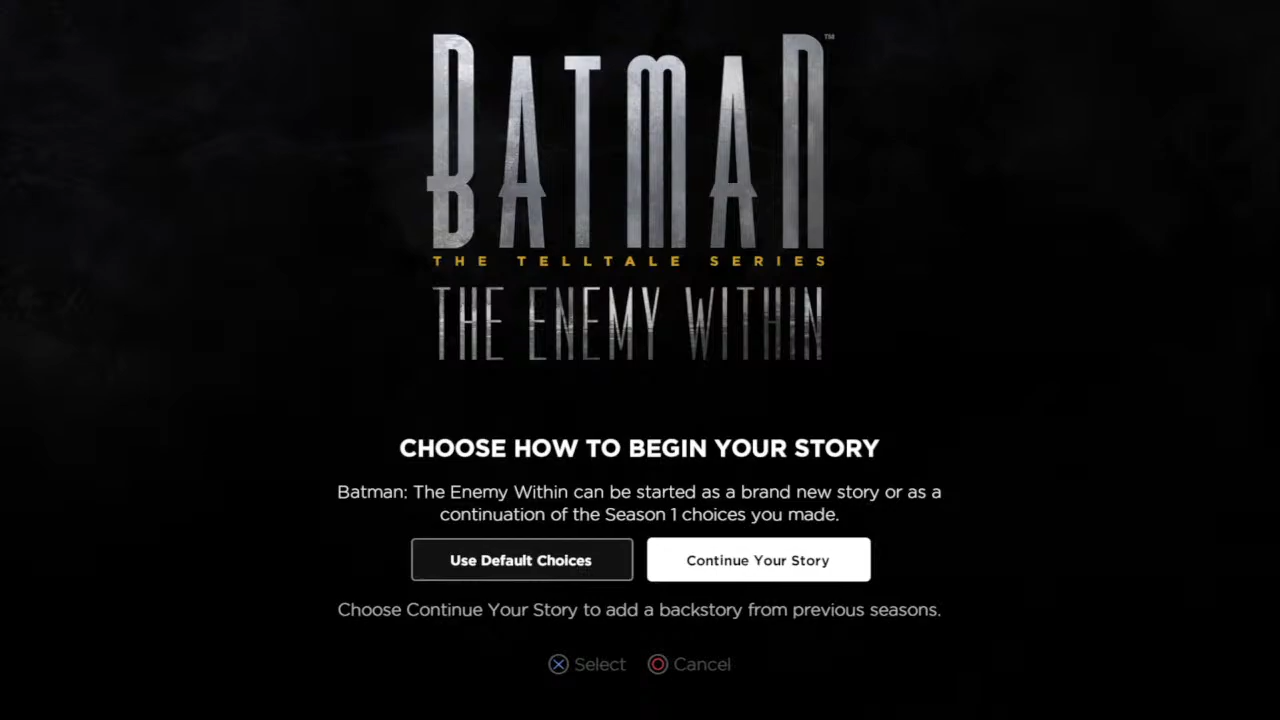 BATMAN™
THE TELLTALE SERIES
THE ENEMY WITHIN
CHOOSE HOW TO BEGIN YOUR STORY
Batman: The Enemy Within can be started as a brand new story or as a
continuation of the Season 1 choices you made.
Use Default Choices Continue Your Story
Choose Continue Your Story to add a backstory from previous seasons.
Select Cancel